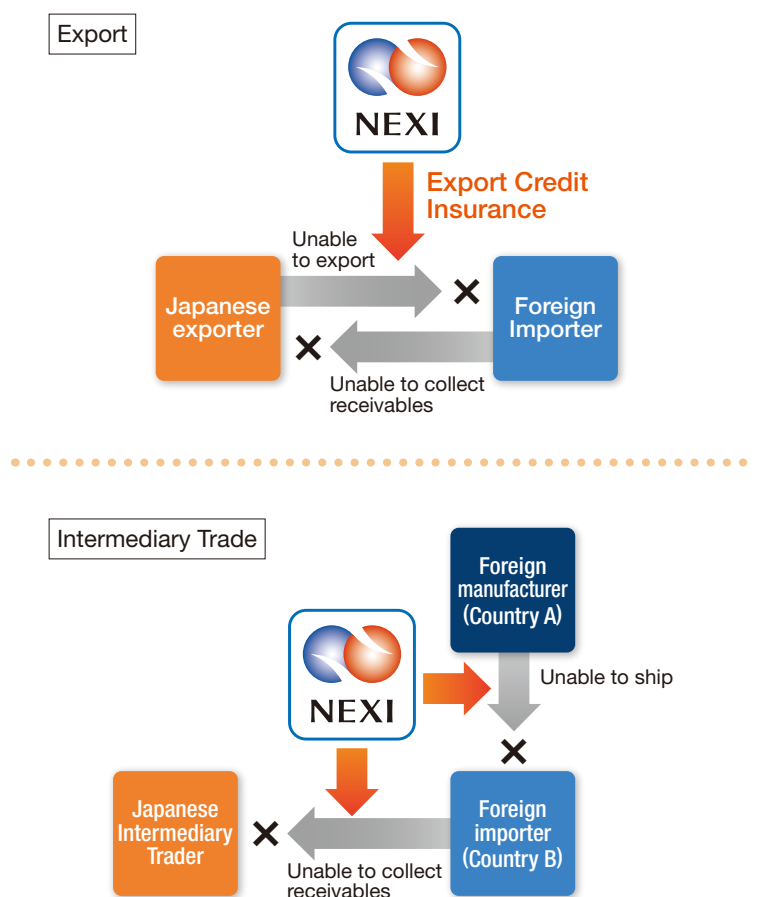 Export
NEXI
Export Credit
Insurance
Unable
to export
Japanese
exporter
Foreign
Importer
Unable to collect
receivables
Intermediary Trade
Foreign
manufacturer
(Country A)
NEXI
Unable to ship
Japanese
Intermediary
Trader
Foreign
importer
(Country B)
Unable to collect
receivables